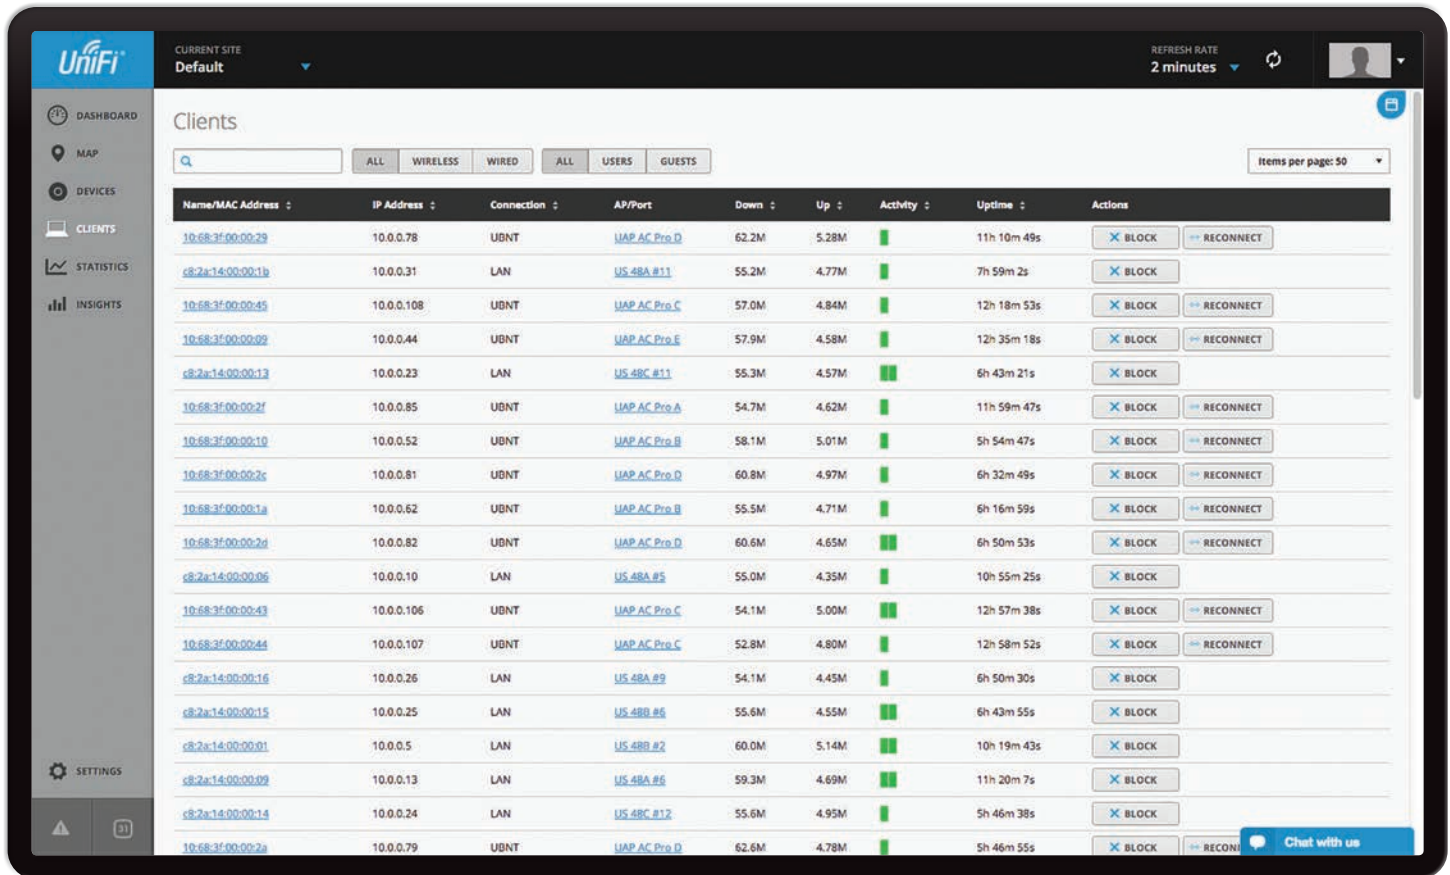 UniFi
CURRENT SITE
Default
REFRESH RATE
2 minutes
DASHBOARD
MAP
DEVICES
CLIENTS
STATISTICS
INSIGHTS
SETTINGS
31
Clients
ALL WIRELESS WIRED ALL USERS GUESTS Items per page: 50
Name/MAC Address IP Address Connection AP/Port Down Up Activity Uptime Actions
10:68:3f:00:00:29 10.0.0.78 UBNT UAP AC Pro D 62.2M 5.28M 11h 10m 49s BLOCK RECONNECT
c8:2a:14:00:00:1b 10.0.0.31 LAN US 48A #11 55.2M 4.77M 7h 59m 2s BLOCK
10:68:3f:00:00:45 10.0.0.108 UBNT UAP AC Pro C 57.0M 4.84M 12h 18m 53s BLOCK RECONNECT
10:68:3f:00:00:09 10.0.0.44 UBNT UAP AC Pro E 57.9M 4.58M 12h 35m 18s BLOCK RECONNECT
c8:2a:14:00:00:13 10.0.0.23 LAN US 48C #11 55.3M 4.57M 6h 43m 21s BLOCK
10:68:3f:00:00:2f 10.0.0.85 UBNT UAP AC Pro A 54.7M 4.62M 11h 59m 47s BLOCK RECONNECT
10:68:3f:00:00:10 10.0.0.52 UBNT UAP AC Pro B 58.1M 5.01M 5h 54m 47s BLOCK RECONNECT
10:68:3f:00:00:2c 10.0.0.81 UBNT UAP AC Pro D 60.8M 4.97M 6h 32m 49s BLOCK RECONNECT
10:68:3f:00:00:1a 10.0.0.62 UBNT UAP AC Pro B 55.5M 4.71M 6h 16m 59s BLOCK RECONNECT
10:68:3f:00:00:2d 10.0.0.82 UBNT UAP AC Pro D 60.6M 4.65M 6h 50m 53s BLOCK RECONNECT
c8:2a:14:00:00:06 10.0.0.10 LAN US 48A #5 55.0M 4.35M 10h 55m 25s BLOCK
10:68:3f:00:00:43 10.0.0.106 UBNT UAP AC Pro C 54.1M 5.00M 12h 57m 38s BLOCK RECONNECT
10:68:3f:00:00:44 10.0.0.107 UBNT UAP AC Pro C 52.8M 4.80M 12h 58m 52s BLOCK RECONNECT
c8:2a:14:00:00:16 10.0.0.26 LAN US 48A #9 54.1M 4.45M 6h 50m 30s BLOCK
c8:2a:14:00:00:15 10.0.0.25 LAN US 48B #6 55.6M 4.55M 6h 43m 55s BLOCK
c8:2a:14:00:00:01 10.0.0.5 LAN US 48B #2 60.0M 5.14M 10h 19m 43s BLOCK
c8:2a:14:00:00:09 10.0.0.13 LAN US 48A #6 59.3M 4.69M 11h 20m 7s BLOCK
c8:2a:14:00:00:14 10.0.0.24 LAN US 48C #12 55.6M 4.95M 5h 46m 38s BLOCK
10:68:3f:00:00:2a 10.0.0.79 UBNT UAP AC Pro D 62.6M 4.78M 5h 46m 55s BLOCK RECON
Chat with us